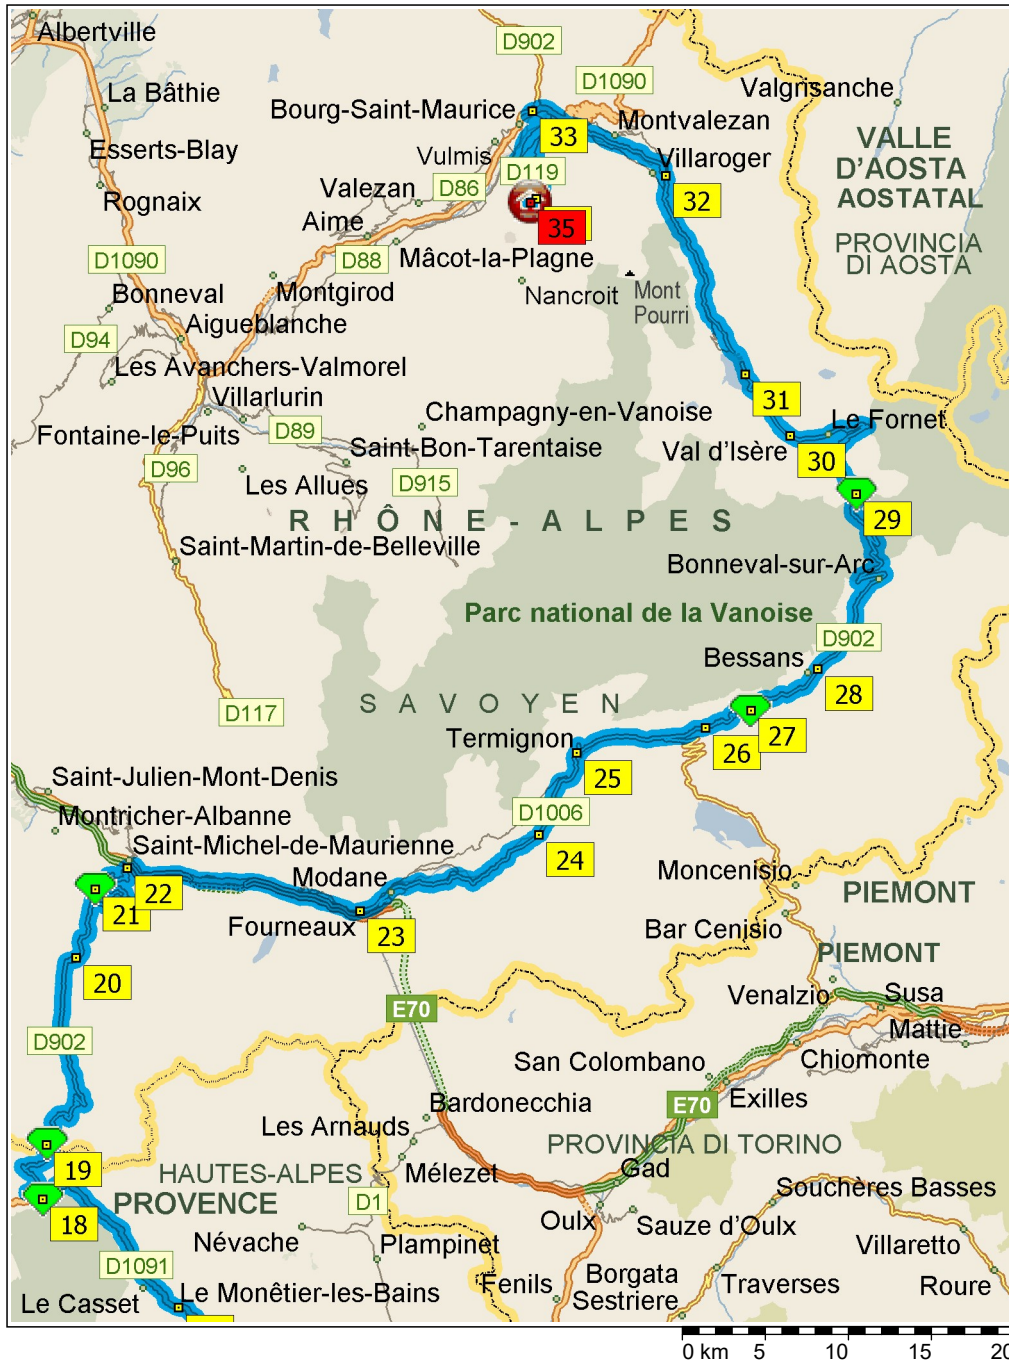 Albertville
D902
La Bâthie
D1090
Valgrisanche
Bourg-Saint-Maurice
33
Montvalezan
VALLE
D'AOSTA
AOSTATAL
Esserts-Blay
Vulmis
Villaroger
D119
Valezan
D86
32
Rognaix
Aime
35
PROVINCIA
DI AOSTA
D1090
D88
Mâcot-la-Plagne
Bonneval
Montgirod
Nancroit
Mont
Pourri
D94
Aigueblanche
Les Avanchers-Valmorel
31
Villarlurin
Champagny-en-Vanoise
Le Fornet
Fontaine-le-Puits
D89
Saint-Bon-Tarentaise
Val d'Isère
30
D96
Les Allues
D915
29
RHÔNE-ALPES
Saint-Martin-de-Belleville
Bonneval-sur-Arc
Parc national de la Vanoise
D902
Bessans
28
SAVOYEN
D117
Termignon
26
27
25
Saint-Julien-Mont-Denis
Montricher-Albanne
D1006
Saint-Michel-de-Maurienne
24
22
Modane
Moncenisio
PIEMONT
21
Fourneaux
23
Bar Cenisio
PIEMONT
20
E70
Venalzio
Susa
Mattie
D902
San Colombano
Chiomonte
Exilles
Bardonecchia
E70
Les Arnauds
PROVINCIA DI TORINO
19
HAUTES-ALPES
Mélezet
Gad
PROVENCE
D1
Souchères Basses
18
Oulx
Sauze d'Oulx
Névache
Plampinet
Villaretto
D1091
Fenils
Borgata
Sestriere
Traverses
Roure
Le Casset
Le Monêtier-les-Bains
0 km 5 10 15 20